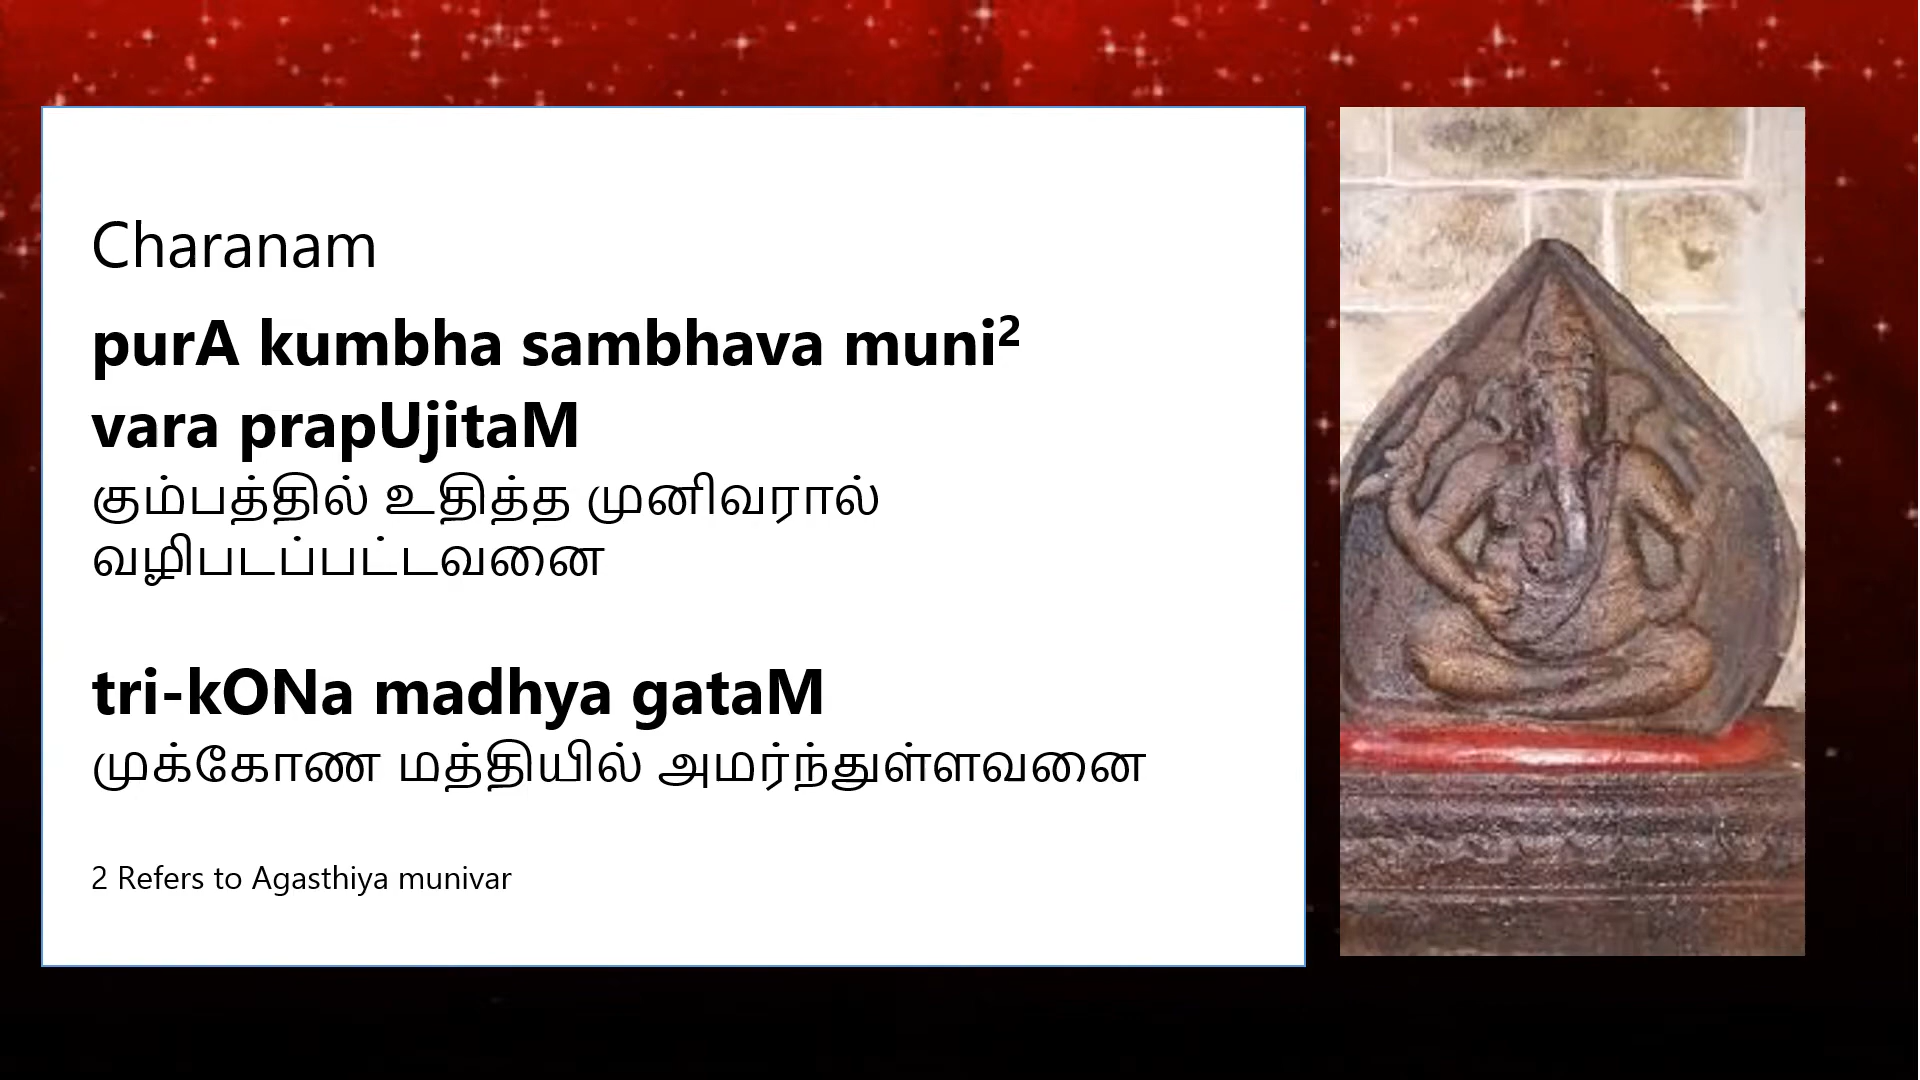 Charanam
purA kumbha sambhava muni²
vara prapUjitaM
கும்பத்தில் உதித்த முனிவரால்
வழிபடப்பட்டவனை
tri-kONa madhya gataM
முக்கோண மத்தியில் அமர்ந்துள்ளவனை
2 Refers to Agasthiya munivar